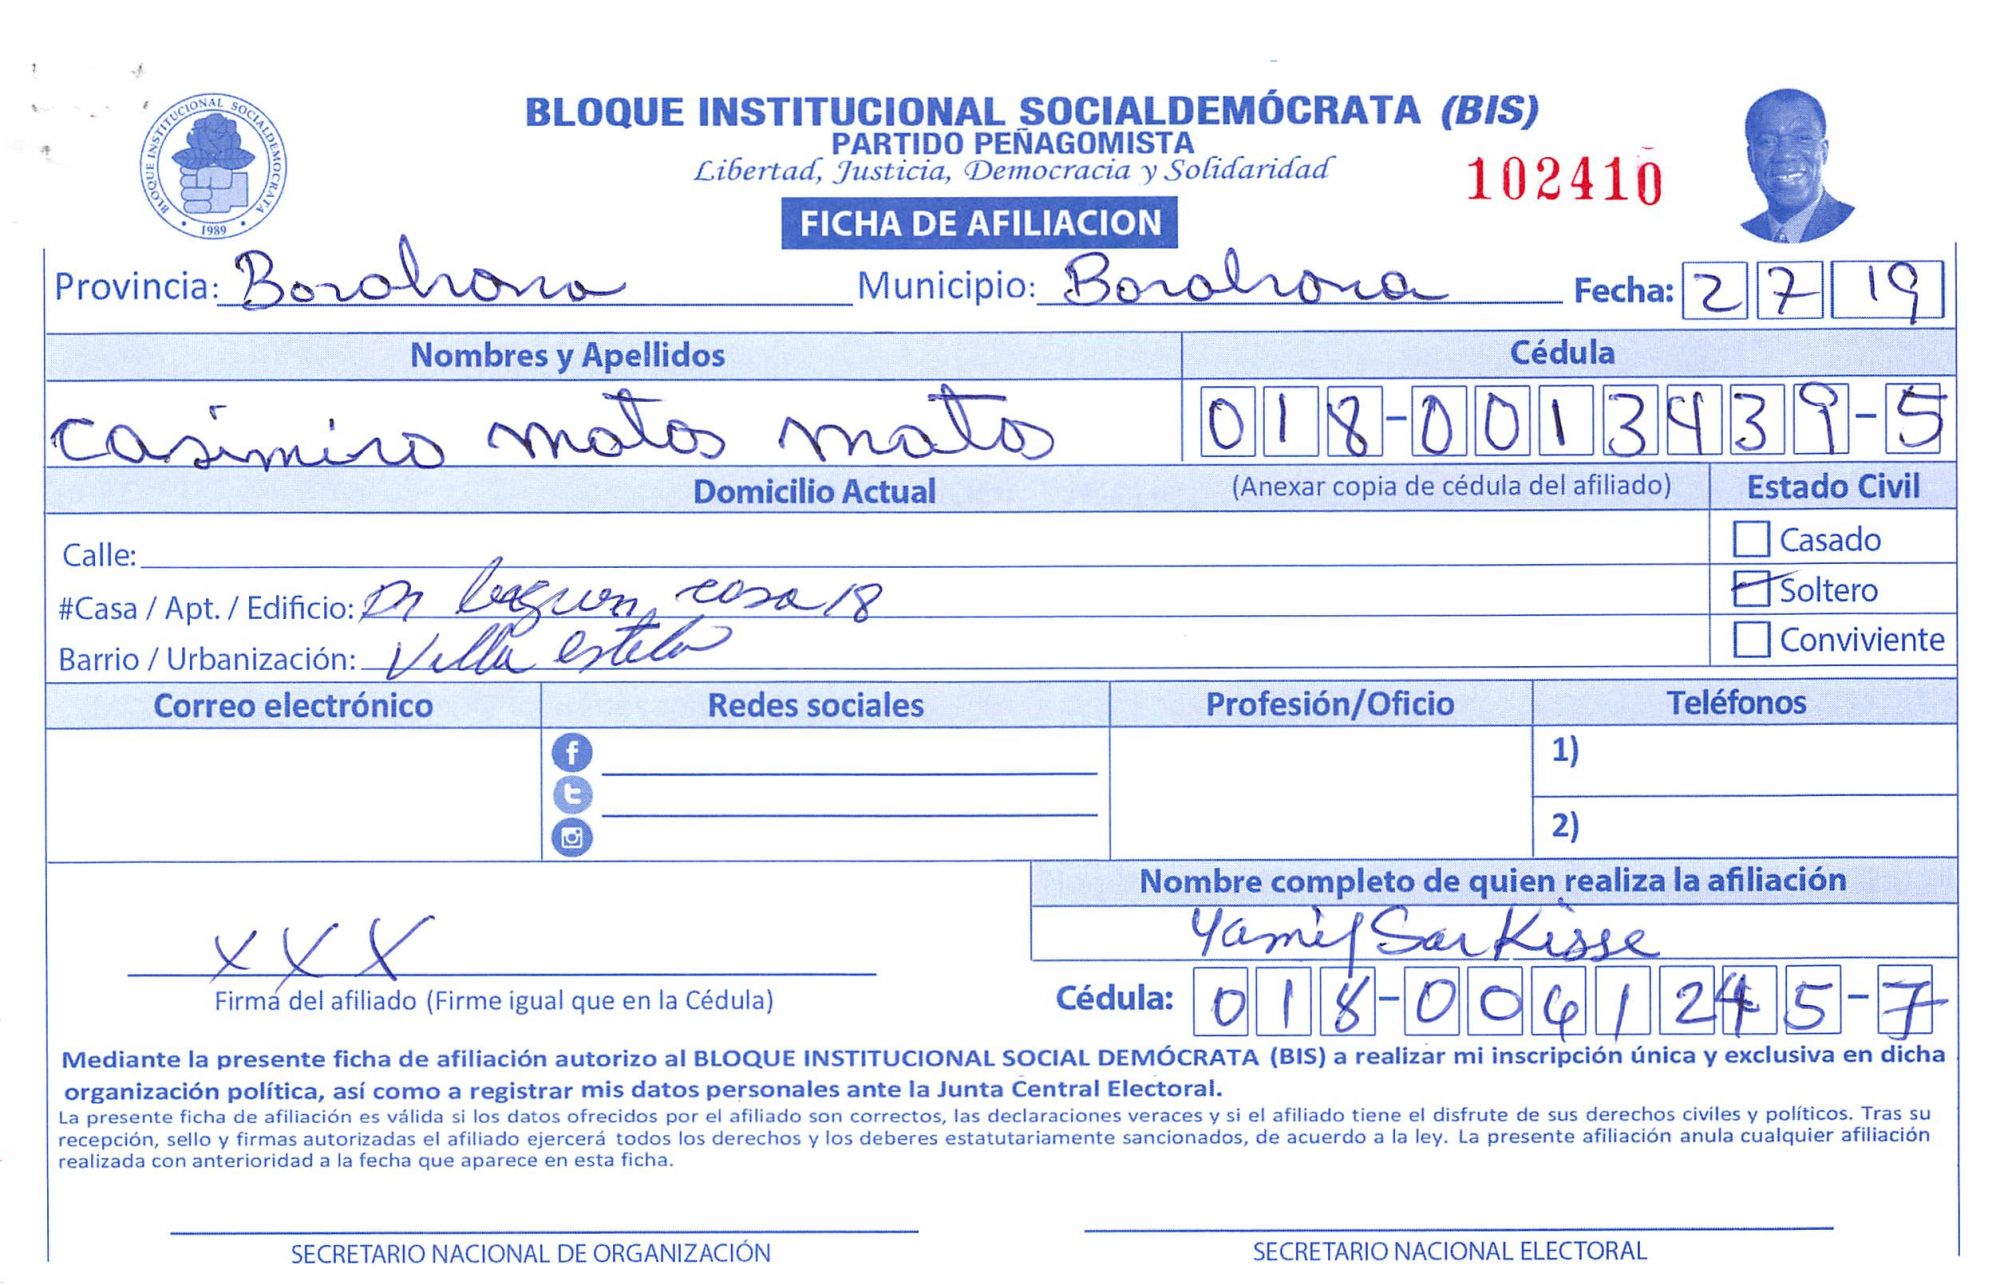 BLOQUE INSTITUCIONAL SOCIALDEMÓCRATA
1989
BLOQUE INSTITUCIONAL SOCIALDEMÓCRATA (BIS)
PARTIDO PEÑAGOMISTA
Libertad, Justicia, Democracia y Solidaridad
102410
FICHA DE AFILIACION
Provincia: Barahona Municipio: Barahona Fecha: 2 7 19
Nombres y Apellidos Cédula
Casimiro Matos Matos 018-0013439-5
Domicilio Actual (Anexar copia de cédula del afiliado) Estado Civil
Calle: Casado
#Casa / Apt. / Edificio: casa 18 Soltero
Barrio / Urbanización: Villa estela Conviviente
Correo electrónico Redes sociales Profesión/Oficio Teléfonos
1)
2)
Nombre completo de quien realiza la afiliación
Yamil Sarkisse
XXX
Firma del afiliado (Firme igual que en la Cédula) Cédula: 018-0061245-7
Mediante la presente ficha de afiliación autorizo al BLOQUE INSTITUCIONAL SOCIAL DEMÓCRATA (BIS) a realizar mi inscripción única y exclusiva en dicha
organización política, así como a registrar mis datos personales ante la Junta Central Electoral.
La presente ficha de afiliación es válida si los datos ofrecidos por el afiliado son correctos, las declaraciones veraces y si el afiliado tiene el disfrute de sus derechos civiles y políticos. Tras su
recepción, sello y firmas autorizadas el afiliado ejercerá todos los derechos y los deberes estatutariamente sancionados, de acuerdo a la ley. La presente afiliación anula cualquier afiliación
realizada con anterioridad a la fecha que aparece en esta ficha.
SECRETARIO NACIONAL DE ORGANIZACIÓN SECRETARIO NACIONAL ELECTORAL